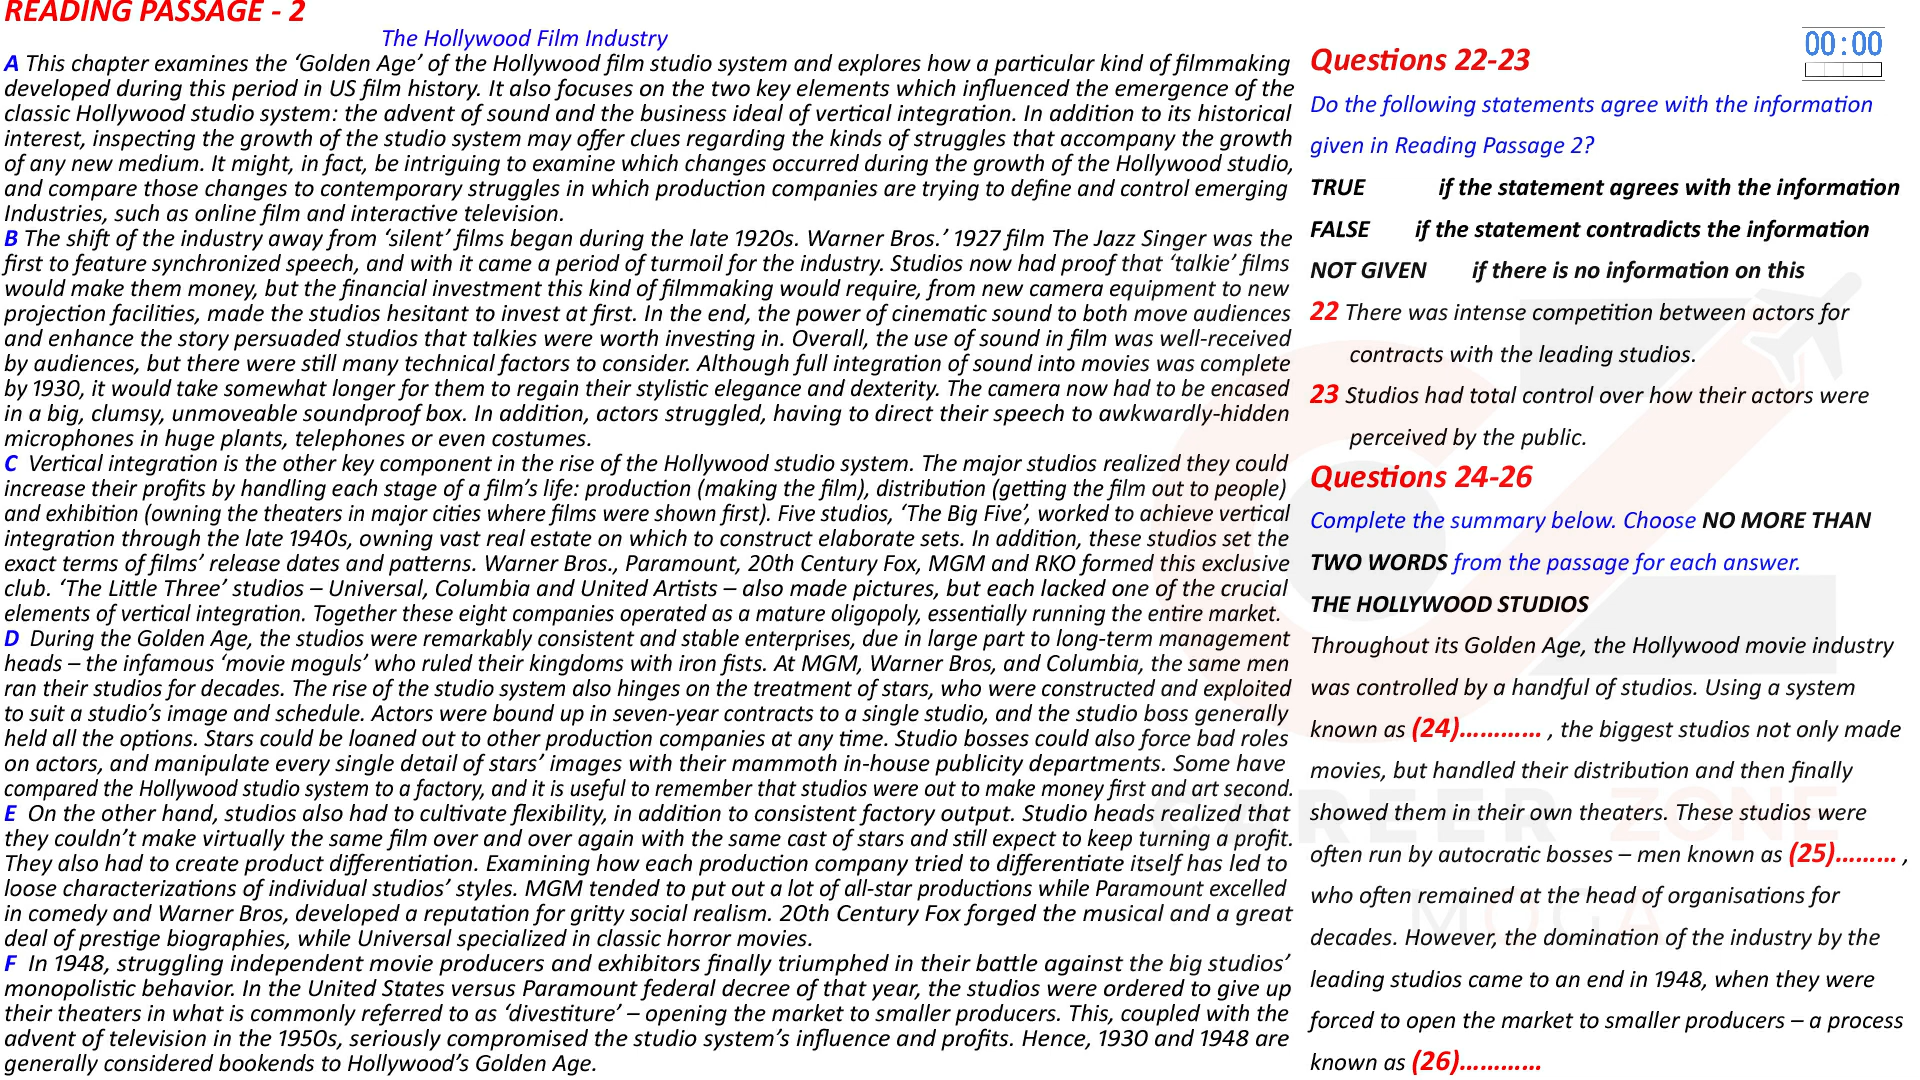 READING PASSAGE - 2
The Hollywood Film Industry
A This chapter examines the ‘Golden Age’ of the Hollywood film studio system and explores how a particular kind of filmmaking
developed during this period in US film history. It also focuses on the two key elements which influenced the emergence of the
classic Hollywood studio system: the advent of sound and the business ideal of vertical integration. In addition to its historical
interest, inspecting the growth of the studio system may offer clues regarding the kinds of struggles that accompany the growth
of any new medium. It might, in fact, be intriguing to examine which changes occurred during the growth of the Hollywood studio,
and compare those changes to contemporary struggles in which production companies are trying to define and control emerging
Industries, such as online film and interactive television.
B The shift of the industry away from ‘silent’ films began during the late 1920s. Warner Bros.’ 1927 film The Jazz Singer was the
first to feature synchronized speech, and with it came a period of turmoil for the industry. Studios now had proof that ‘talkie’ films
would make them money, but the financial investment this kind of filmmaking would require, from new camera equipment to new
projection facilities, made the studios hesitant to invest at first. In the end, the power of cinematic sound to both move audiences
and enhance the story persuaded studios that talkies were worth investing in. Overall, the use of sound in film was well-received
by audiences, but there were still many technical factors to consider. Although full integration of sound into movies was complete
by 1930, it would take somewhat longer for them to regain their stylistic elegance and dexterity. The camera now had to be encased
in a big, clumsy, unmoveable soundproof box. In addition, actors struggled, having to direct their speech to awkwardly-hidden
microphones in huge plants, telephones or even costumes.
C Vertical integration is the other key component in the rise of the Hollywood studio system. The major studios realized they could
increase their profits by handling each stage of a film’s life: production (making the film), distribution (getting the film out to people)
and exhibition (owning the theaters in major cities where films were shown first). Five studios, ‘The Big Five’, worked to achieve vertical
integration through the late 1940s, owning vast real estate on which to construct elaborate sets. In addition, these studios set the
exact terms of films’ release dates and patterns. Warner Bros., Paramount, 20th Century Fox, MGM and RKO formed this exclusive
club. ‘The Little Three’ studios – Universal, Columbia and United Artists – also made pictures, but each lacked one of the crucial
elements of vertical integration. Together these eight companies operated as a mature oligopoly, essentially running the entire market.
D During the Golden Age, the studios were remarkably consistent and stable enterprises, due in large part to long-term management
heads – the infamous ‘movie moguls’ who ruled their kingdoms with iron fists. At MGM, Warner Bros, and Columbia, the same men
ran their studios for decades. The rise of the studio system also hinges on the treatment of stars, who were constructed and exploited
to suit a studio’s image and schedule. Actors were bound up in seven-year contracts to a single studio, and the studio boss generally
held all the options. Stars could be loaned out to other production companies at any time. Studio bosses could also force bad roles
on actors, and manipulate every single detail of stars’ images with their mammoth in-house publicity departments. Some have
compared the Hollywood studio system to a factory, and it is useful to remember that studios were out to make money first and art second.
E On the other hand, studios also had to cultivate flexibility, in addition to consistent factory output. Studio heads realized that
they couldn’t make virtually the same film over and over again with the same cast of stars and still expect to keep turning a profit.
They also had to create product differentiation. Examining how each production company tried to differentiate itself has led to
loose characterizations of individual studios’ styles. MGM tended to put out a lot of all-star productions while Paramount excelled
in comedy and Warner Bros, developed a reputation for gritty social realism. 20th Century Fox forged the musical and a great
deal of prestige biographies, while Universal specialized in classic horror movies.
F In 1948, struggling independent movie producers and exhibitors finally triumphed in their battle against the big studios’
monopolistic behavior. In the United States versus Paramount federal decree of that year, the studios were ordered to give up
their theaters in what is commonly referred to as ‘divestiture’ – opening the market to smaller producers. This, coupled with the
advent of television in the 1950s, seriously compromised the studio system’s influence and profits. Hence, 1930 and 1948 are
generally considered bookends to Hollywood’s Golden Age.
00:00
Questions 22-23
Do the following statements agree with the information
given in Reading Passage 2?
TRUE if the statement agrees with the information
FALSE if the statement contradicts the information
NOT GIVEN if there is no information on this
22 There was intense competition between actors for
contracts with the leading studios.
23 Studios had total control over how their actors were
perceived by the public.
Questions 24-26
Complete the summary below. Choose NO MORE THAN
TWO WORDS from the passage for each answer.
THE HOLLYWOOD STUDIOS
Throughout its Golden Age, the Hollywood movie industry
was controlled by a handful of studios. Using a system
known as (24)............ , the biggest studios not only made
movies, but handled their distribution and then finally
showed them in their own theaters. These studios were
often run by autocratic bosses – men known as (25)......... ,
who often remained at the head of organisations for
decades. However, the domination of the industry by the
leading studios came to an end in 1948, when they were
forced to open the market to smaller producers – a process
known as (26)............
CAREER ZONE
MOGA